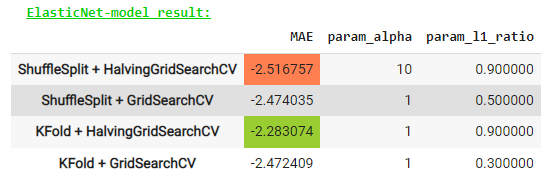 ElasticNet-model result:
MAE param_alpha param_l1_ratio
ShuffleSplit + HalvingGridSearchCV -2.516757 10 0.900000
ShuffleSplit + GridSearchCV -2.474035 1 0.500000
KFold + HalvingGridSearchCV -2.283074 1 0.900000
KFold + GridSearchCV -2.472409 1 0.300000